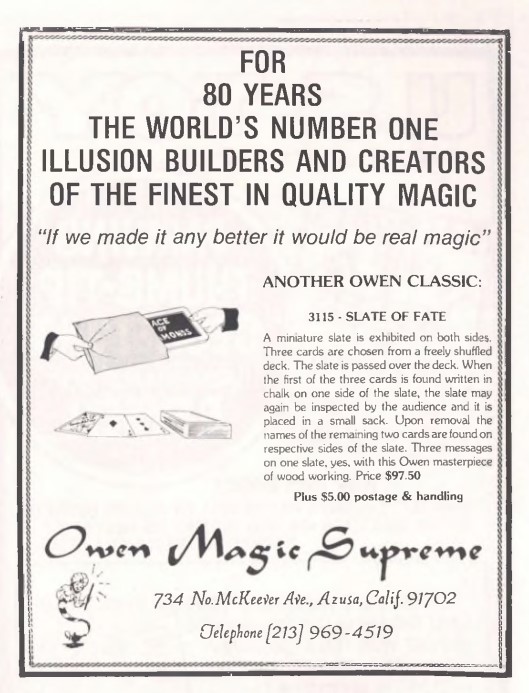 FOR
80 YEARS
THE WORLD'S NUMBER ONE
ILLUSION BUILDERS AND CREATORS
OF THE FINEST IN QUALITY MAGIC
"If we made it any better it would be real magic"
ANOTHER OWEN CLASSIC:
3115 - SLATE OF FATE
A miniature slate is exhibited on both sides.
Three cards are chosen from a freely shuffled
deck. The slate is passed over the deck. When
the first of the three cards is found written in
chalk on one side of the slate, the slate may
again be inspected by the audience and it is
placed in a small sack. Upon removal the
names of the remaining two cards are found on
respective sides of the slate. Three messages
on one slate, yes, with this Owen masterpiece
of wood working. Price $97.50
Plus $5.00 postage & handling
ACE
OF
Owen Magic Supreme
734 No. McKeever Ave., Azusa, Calif. 91702
Telephone [213] 969-4519